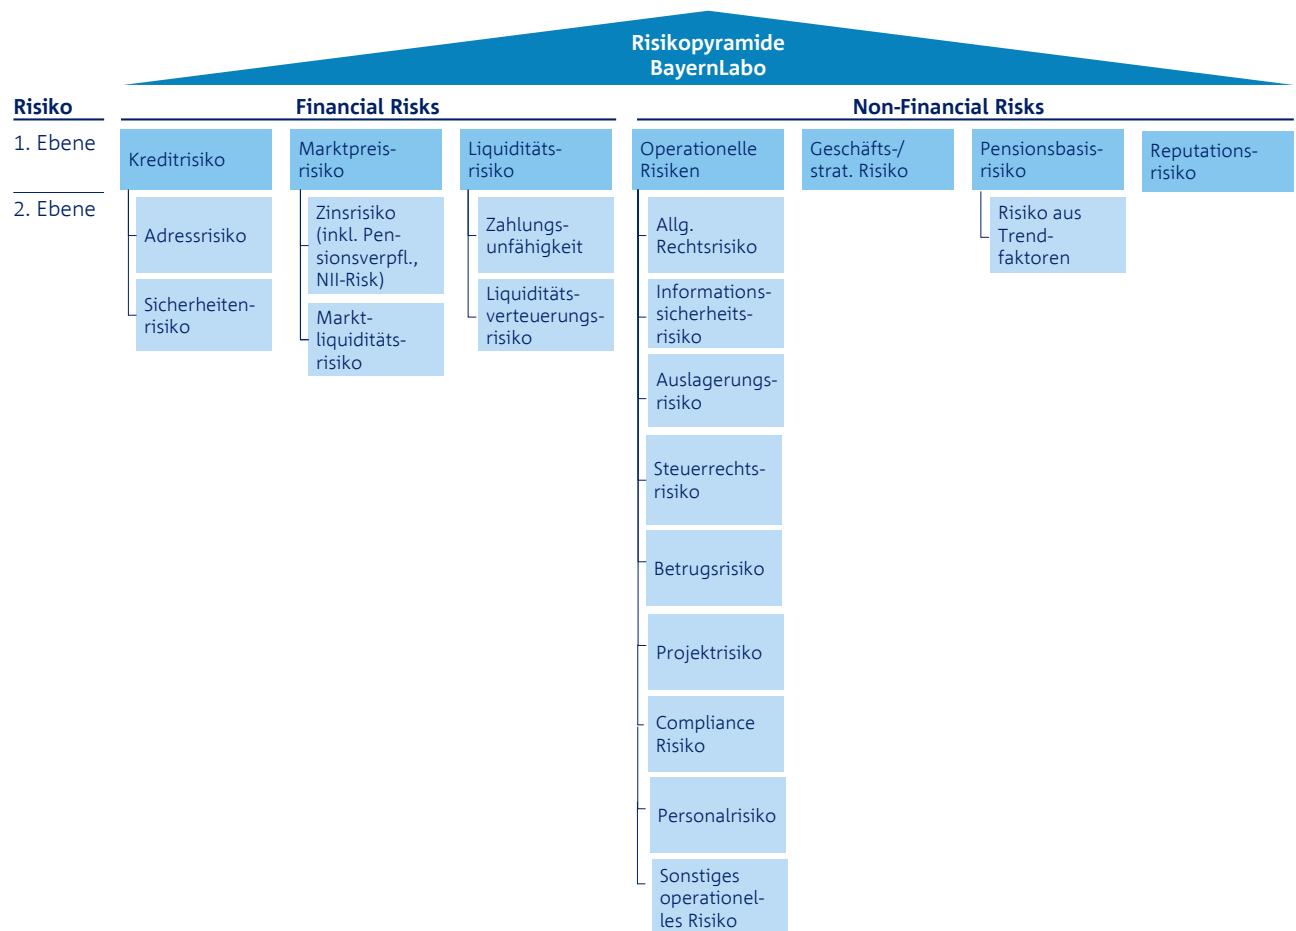 Risikopyramide
BayernLabo
Risiko
Financial Risks
Non-Financial Risks
1. Ebene
Kreditrisiko
Marktpreis-
risiko
Liquiditäts-
risiko
Operationelle
Risiken
Geschäfts-/
strat. Risiko
Pensionsbasis-
risiko
Reputations-
risiko
2. Ebene
Adressrisiko
Sicherheiten-
risiko
Zinsrisiko
(inkl. Pen-
sionsverpfl.,
NII-Risk)
Markt-
liquiditäts-
risiko
Zahlungs-
unfähigkeit
Liquiditäts-
verteuerungs-
risiko
Allg.
Rechtsrisiko
Informations-
sicherheits-
risiko
Auslagerungs-
risiko
Steuerrechts-
risiko
Betrugsrisiko
Projektrisiko
Compliance
Risiko
Personalrisiko
Sonstiges
operationel-
les Risiko
Risiko aus
Trend-
faktoren